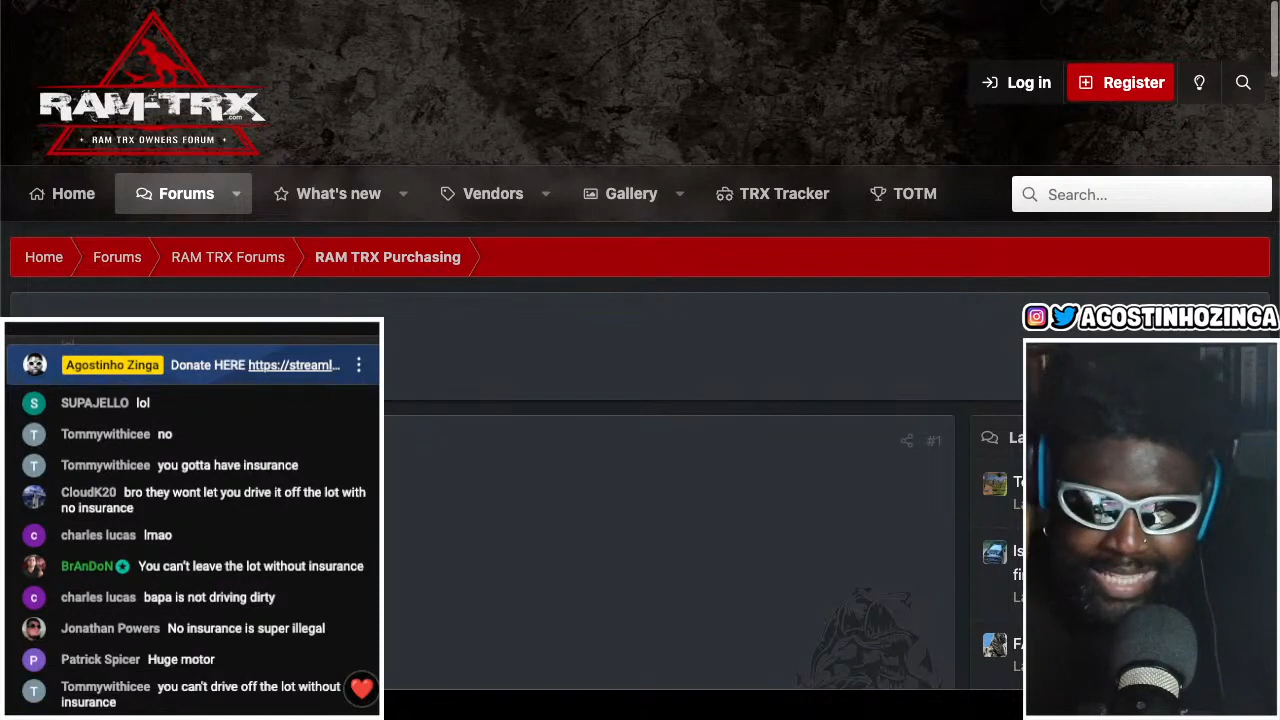 RAM-TRX
.com
RAM TRX OWNERS FORUM
Log in
Register
Home
Forums
What's new
Vendors
Gallery
TRX Tracker
TOTM
Search...
Home
Forums
RAM TRX Forums
RAM TRX Purchasing
AGOSTINHOZINGA
Agostinho Zinga Donate HERE https://streaml...
S SUPAJELLO lol
T Tommywithicee no
T Tommywithicee you gotta have insurance
CloudK20 bro they wont let you drive it off the lot with
no insurance
c charles lucas lmao
BrAnDoN You can't leave the lot without insurance
c charles lucas bapa is not driving dirty
Jonathan Powers No insurance is super illegal
P Patrick Spicer Huge motor
T Tommywithicee you can't drive off the lot without
insurance
#1